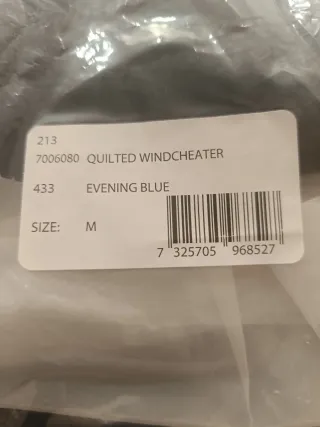 213
7006080 QUILTED WINDCHEATER
433 EVENING BLUE
SIZE: M
7 325705 968527